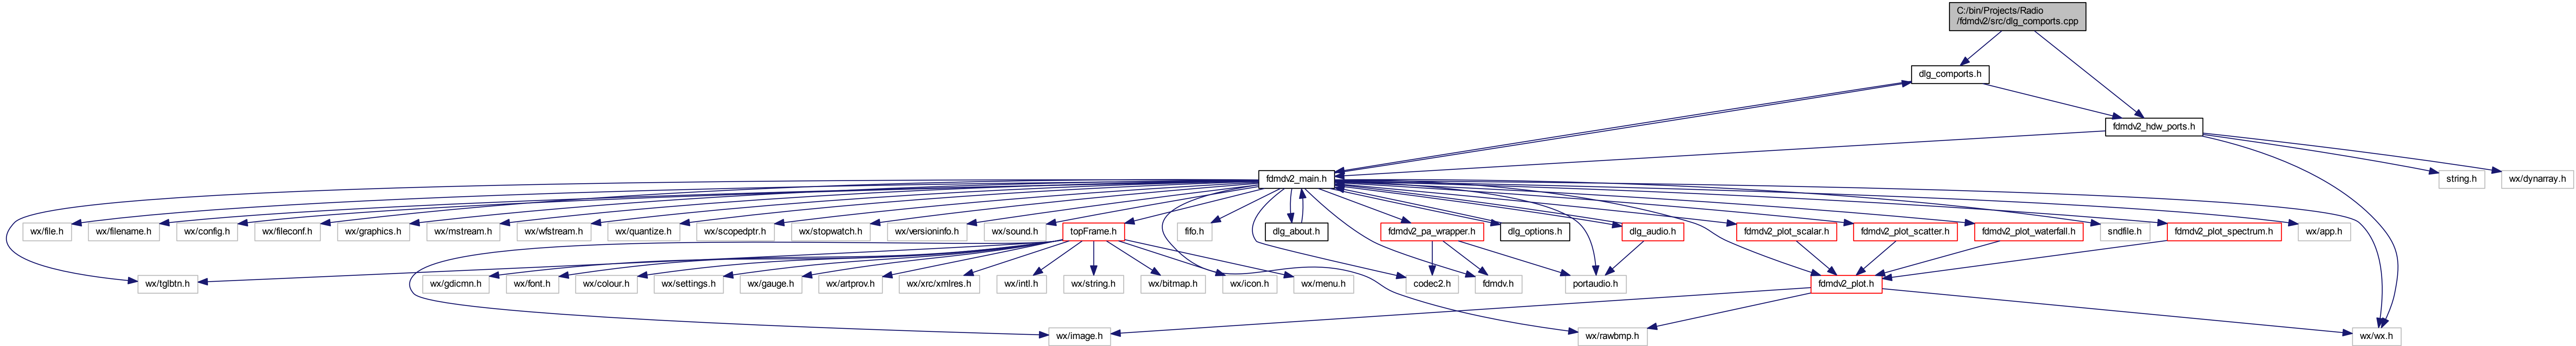 C:/bin/Projects/Radio
/fdmdv2/src/dlg_comports.cpp
dlg_comports.h
fdmdv2_hdw_ports.h
fdmdv2_main.h
string.h
wx/dynarray.h
wx/file.h
wx/filename.h
wx/config.h
wx/fileconf.h
wx/graphics.h
wx/mstream.h
wx/wfstream.h
wx/quantize.h
wx/scopedptr.h
wx/stopwatch.h
wx/versioninfo.h
wx/sound.h
topFrame.h
fifo.h
dlg_about.h
fdmdv2_pa_wrapper.h
dlg_options.h
dlg_audio.h
fdmdv2_plot_scalar.h
fdmdv2_plot_scatter.h
fdmdv2_plot_waterfall.h
sndfile.h
fdmdv2_plot_spectrum.h
wx/app.h
wx/tglbtn.h
wx/gdicmn.h
wx/font.h
wx/colour.h
wx/settings.h
wx/gauge.h
wx/artprov.h
wx/xrc/xmlres.h
wx/intl.h
wx/string.h
wx/bitmap.h
wx/icon.h
wx/menu.h
codec2.h
fdmdv.h
portaudio.h
fdmdv2_plot.h
wx/image.h
wx/rawbmp.h
wx/wx.h